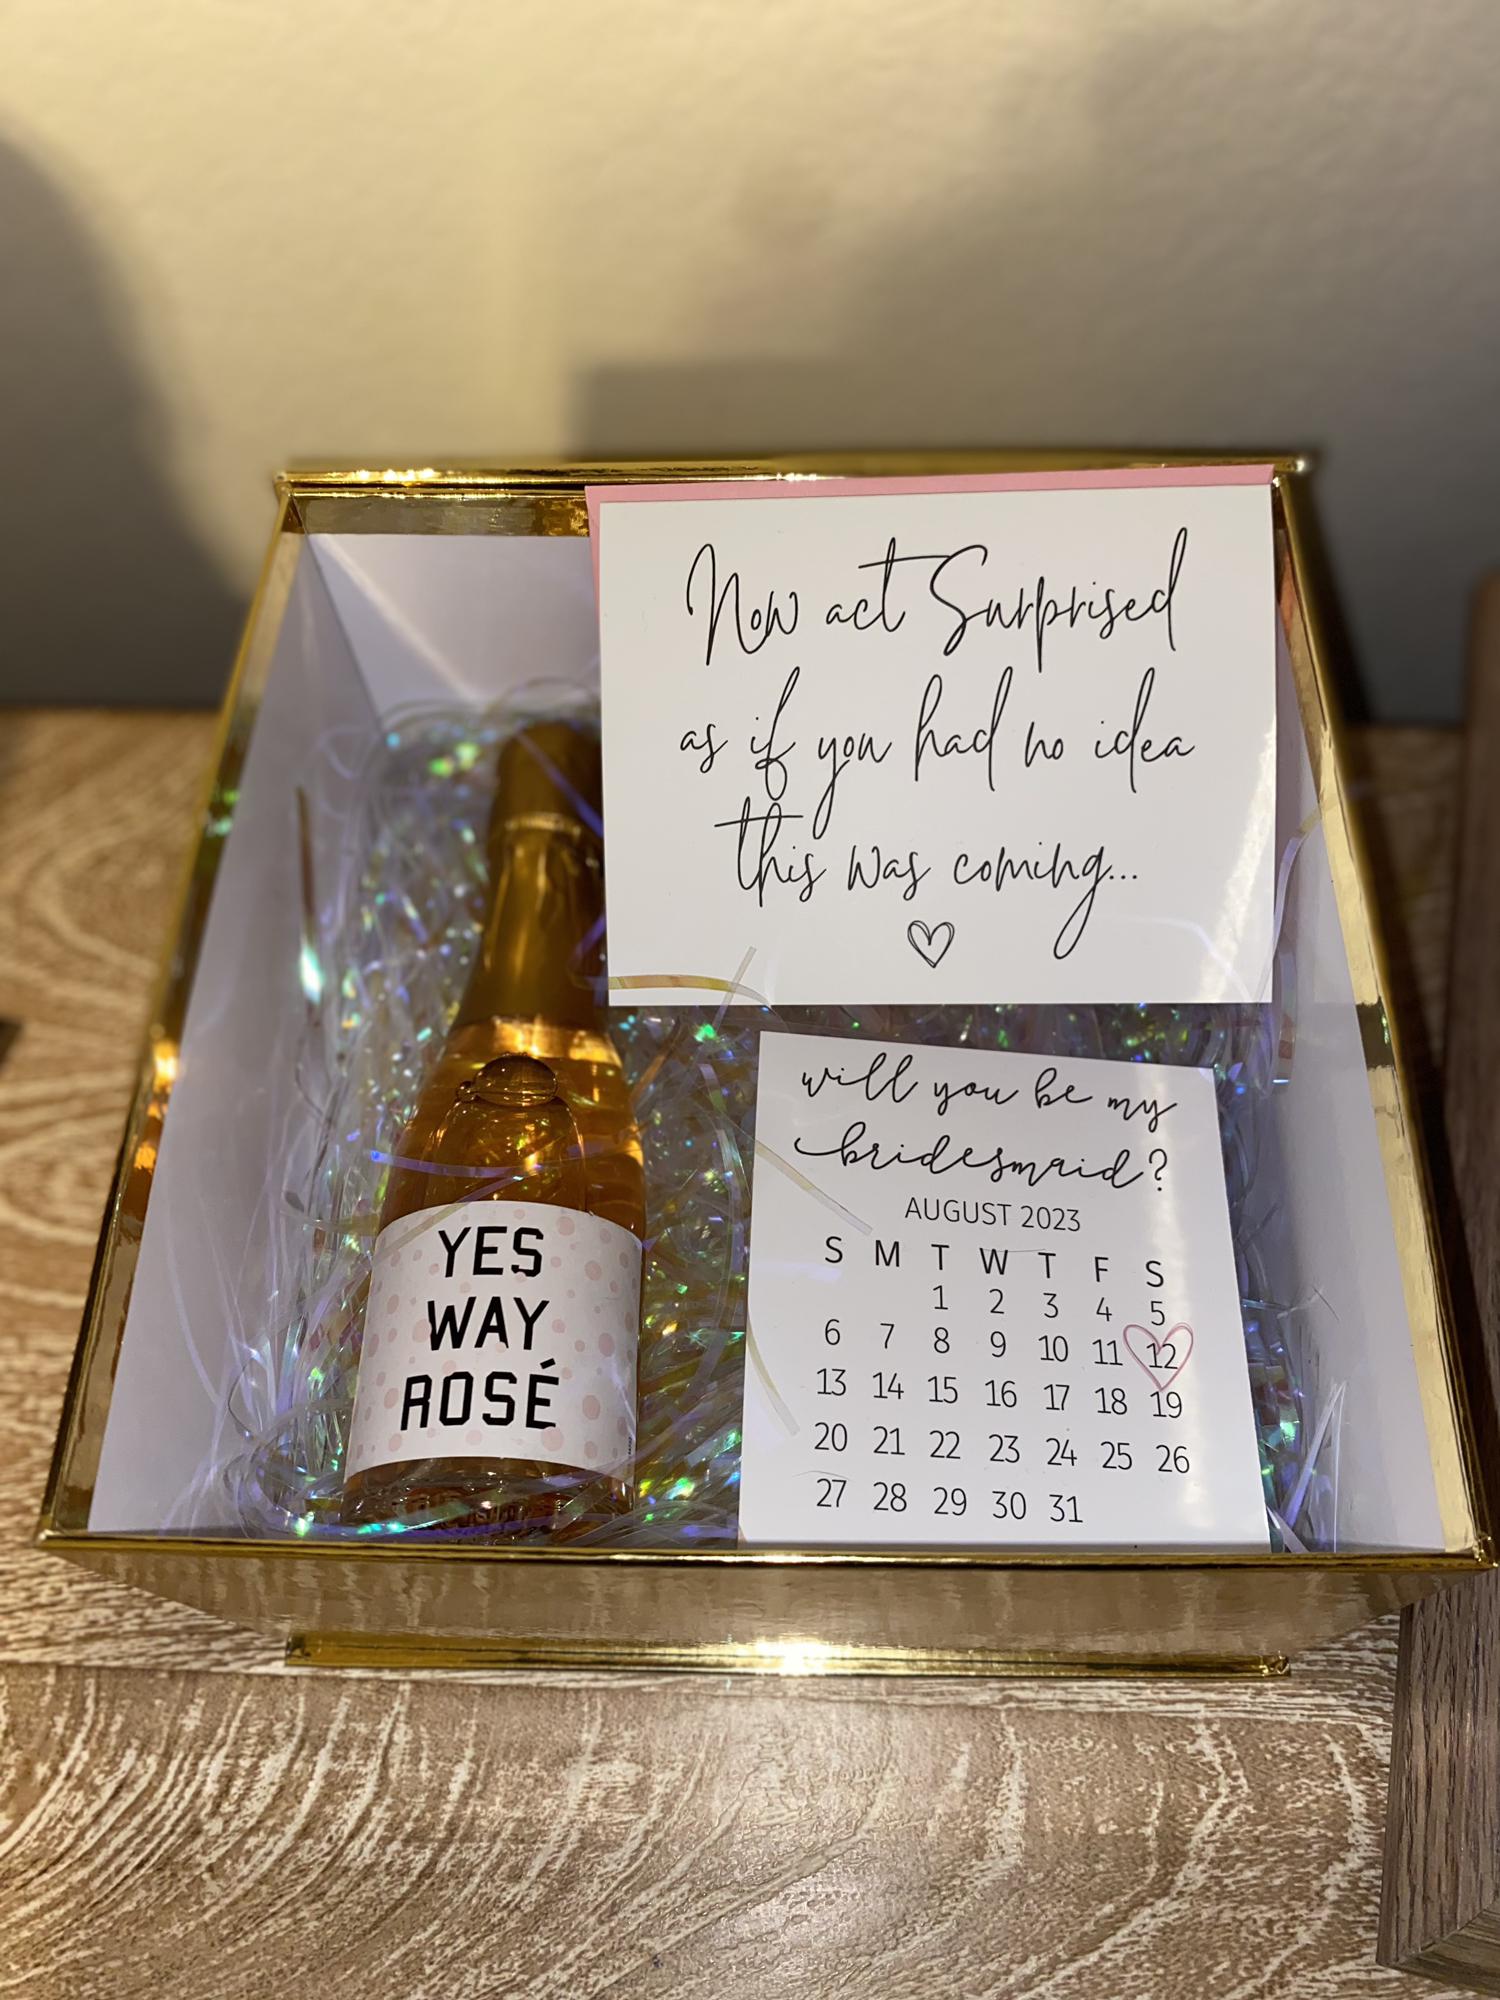 Now act Surprised
as if you had no idea
this was coming...
YES
WAY
ROSÉ
will you be my
bridesmaid?
AUGUST 2023
S M T W T F S
1 2 3 4 5
6 7 8 9 10 11 12
13 14 15 16 17 18 19
20 21 22 23 24 25 26
27 28 29 30 31